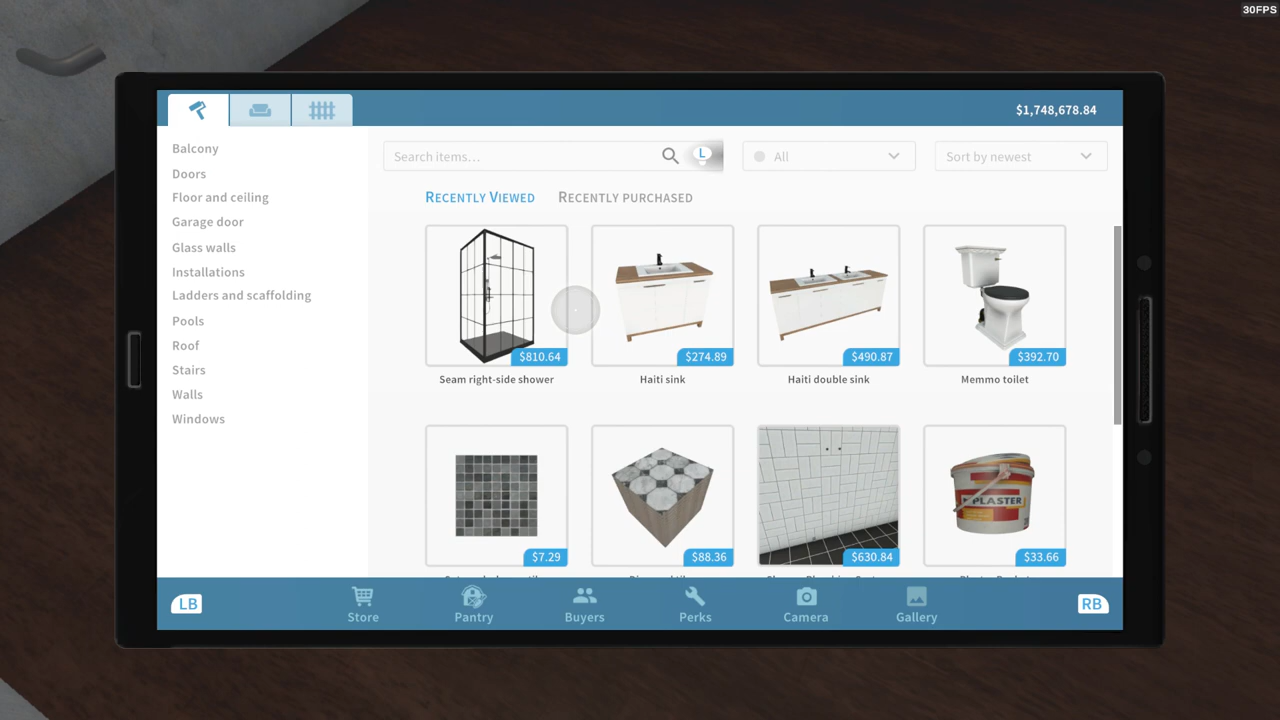 30FPS
$1,748,678.84
Balcony
Doors
Floor and ceiling
Garage door
Glass walls
Installations
Ladders and scaffolding
Pools
Roof
Stairs
Walls
Windows
Search items...
L
All
Sort by newest
Recently Viewed
Recently purchased
$810.64
$274.89
$490.87
$392.70
Seam right-side shower
Haiti sink
Haiti double sink
Memmo toilet
PLASTER
$7.29
$88.36
$630.84
$33.66
LB
Store
Pantry
Buyers
Perks
Camera
Gallery
RB